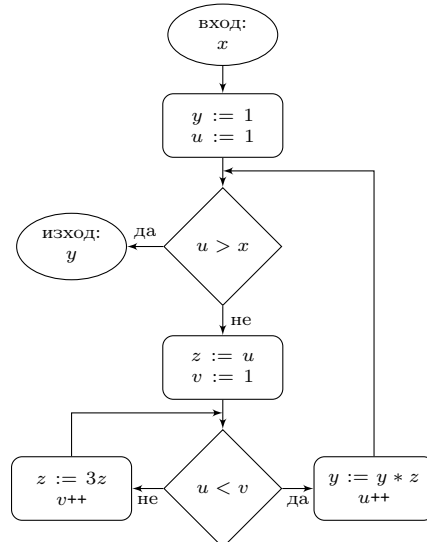 вход:
x
y := 1
u := 1
изход:
y
да
u > x
не
z := u
v := 1
z := 3z
v++
не
u < v
да
y := y * z
u++